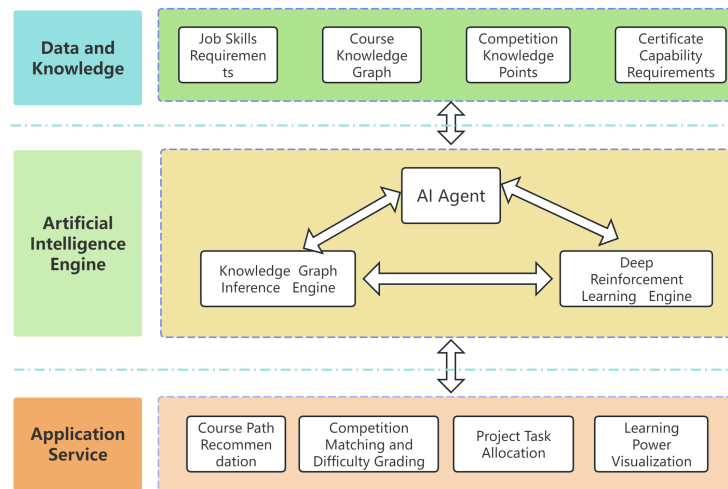 Data and
Knowledge
Job Skills
Requiremen
ts
Course
Knowledge
Graph
Competition
Knowledge
Points
Certificate
Capability
Requirements
Artificial
Intelligence
Engine
AI Agent
Knowledge Graph
Inference Engine
Deep
Reinforcement
Learning Engine
Application
Service
Course Path
Recommen
dation
Competition
Matching and
Difficulty Grading
Project Task
Allocation
Learning
Power
Visualization